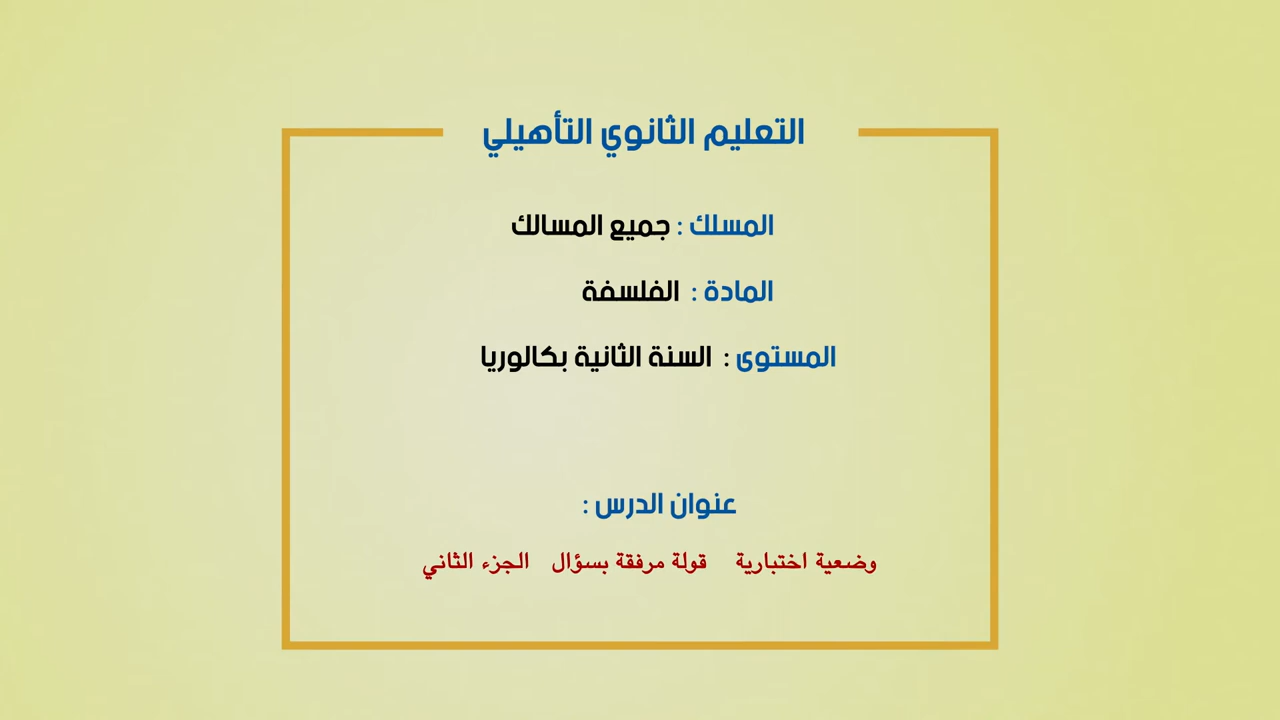 التعليم الثانوي التأهيلي
المسلك : جميع المسالك
المادة : الفلسفة
المستوى : السنة الثانية بكالوريا
عنوان الدرس :
وضعية اختبارية قولة مرفقة بسؤال الجزء الثاني